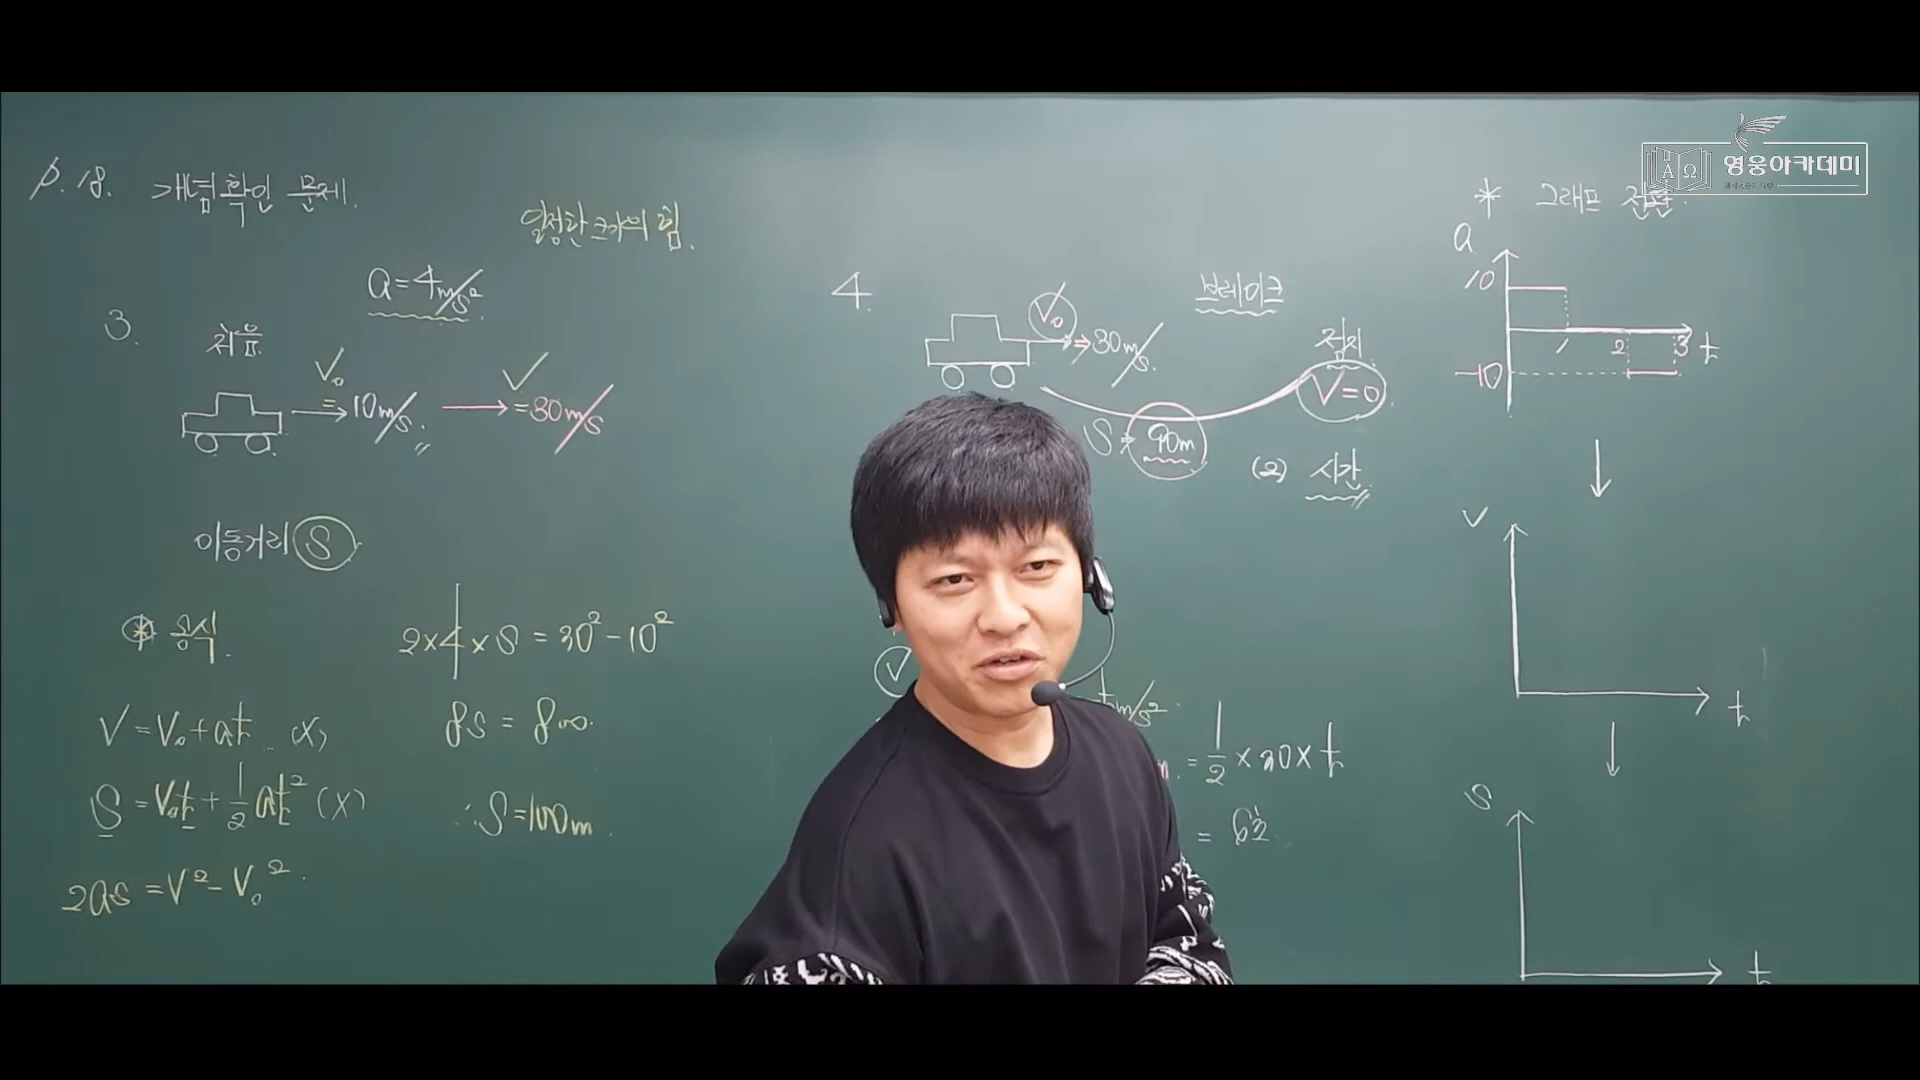 p.18. 개념확인 문제.
일정한 크기의 힘.
3.
a=4m/s²
처음
V₀
=10m/s.
V
=30m/s
이동거리 S
* 공식.
V=V₀+at (X)
S=V₀t+1/2at² (X)
2as=V²-V₀².
2×4×S=30²-10²
8S=800.
∴S=100m.
4.
V₀
30m/s.
브레이크
정지
V=0
S=90m
(2) 시간
V
m/s².
=1/2×30×t
=6초.
영웅아카데미
* 그래프 전환.
a
10
-10
1 2 3 t
V
t
S
t